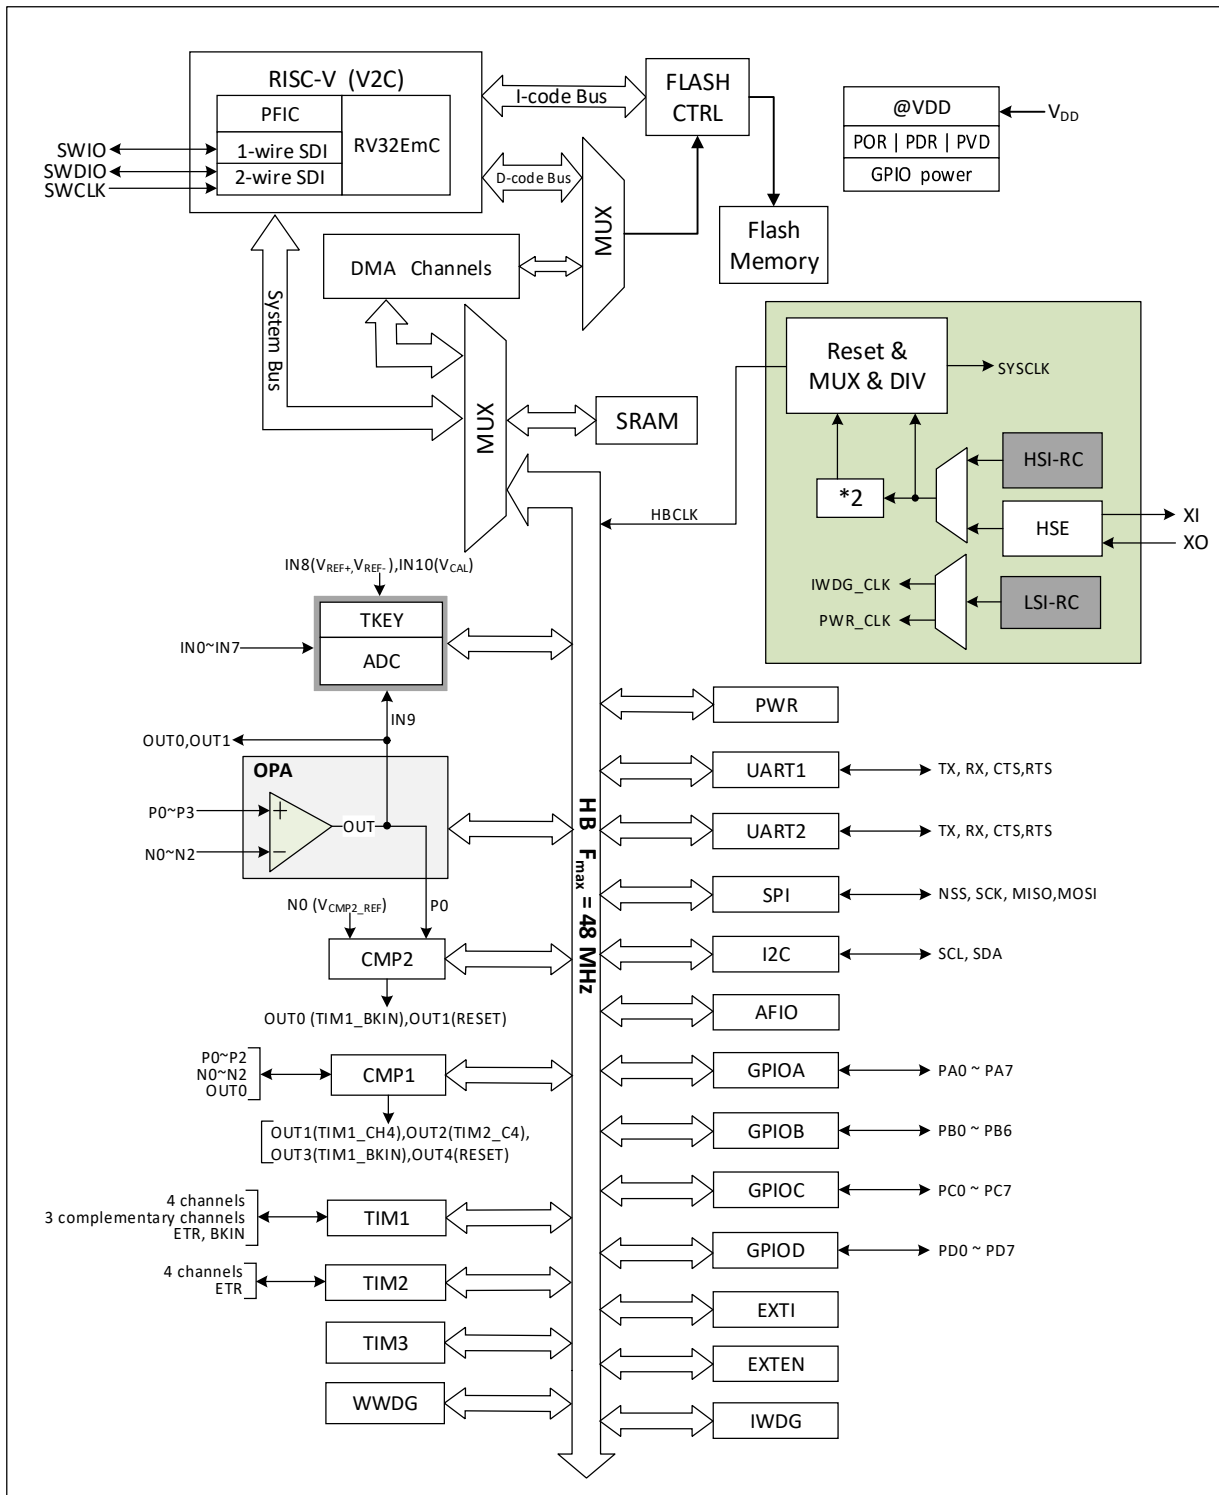 RISC-V (V2C)
PFIC
1-wire SDI
2-wire SDI
RV32EmC
SWIO
SWDIO
SWCLK
I-code Bus
D-code Bus
FLASH
CTRL
MUX
Flash
Memory
@VDD
POR | PDR | PVD
GPIO power
VDD
DMA Channels
System Bus
MUX
SRAM
Reset &
MUX & DIV
SYSCLK
HSI-RC
*2
HSE
XI
XO
HBCLK
IWDG_CLK
PWR_CLK
LSI-RC
IN8(VREF+,VREF-),IN10(VCAL)
TKEY
ADC
IN0~IN7
IN9
OUT0,OUT1
OPA
P0~P3
+
OUT
N0~N2
−
N0 (VCMP2_REF)
P0
CMP2
OUT0 (TIM1_BKIN),OUT1(RESET)
P0~P2
N0~N2
OUT0
CMP1
OUT1(TIM1_CH4),OUT2(TIM2_C4),
OUT3(TIM1_BKIN),OUT4(RESET)
4 channels
3 complementary channels
ETR, BKIN
TIM1
4 channels
ETR
TIM2
TIM3
WWDG
HB Fmax = 48 MHz
PWR
UART1
TX, RX, CTS,RTS
UART2
TX, RX, CTS,RTS
SPI
NSS, SCK, MISO,MOSI
I2C
SCL, SDA
AFIO
GPIOA
PA0 ~ PA7
GPIOB
PB0 ~ PB6
GPIOC
PC0 ~ PC7
GPIOD
PD0 ~ PD7
EXTI
EXTEN
IWDG